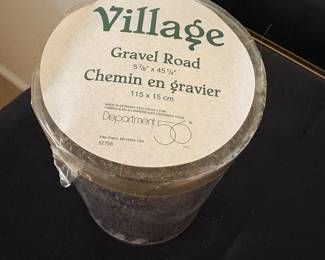 Village
Gravel Road
5 7/8" x 45 1/4"
Chemin en gravier
115 x 15 cm
Department 56
52756